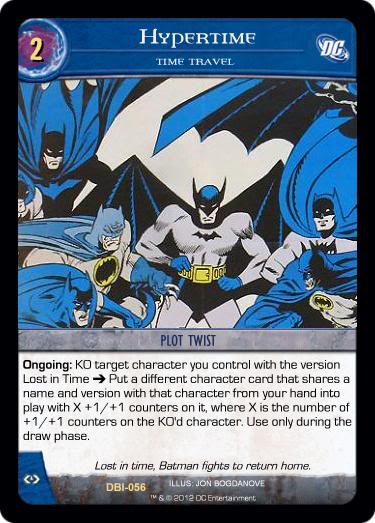 2
Hypertime
TIME TRAVEL
DC
PLOT TWIST
Ongoing: KO target character you control with the version
Lost in Time ➔ Put a different character card that shares a
name and version with that character from your hand into
play with X +1/+1 counters on it, where X is the number of
+1/+1 counters on the KO'd character. Use only during the
draw phase.
Lost in time, Batman fights to return home.
DBI-056 ILLUS: JON BOGDANOVE
™ & © 2012 DC Entertainment